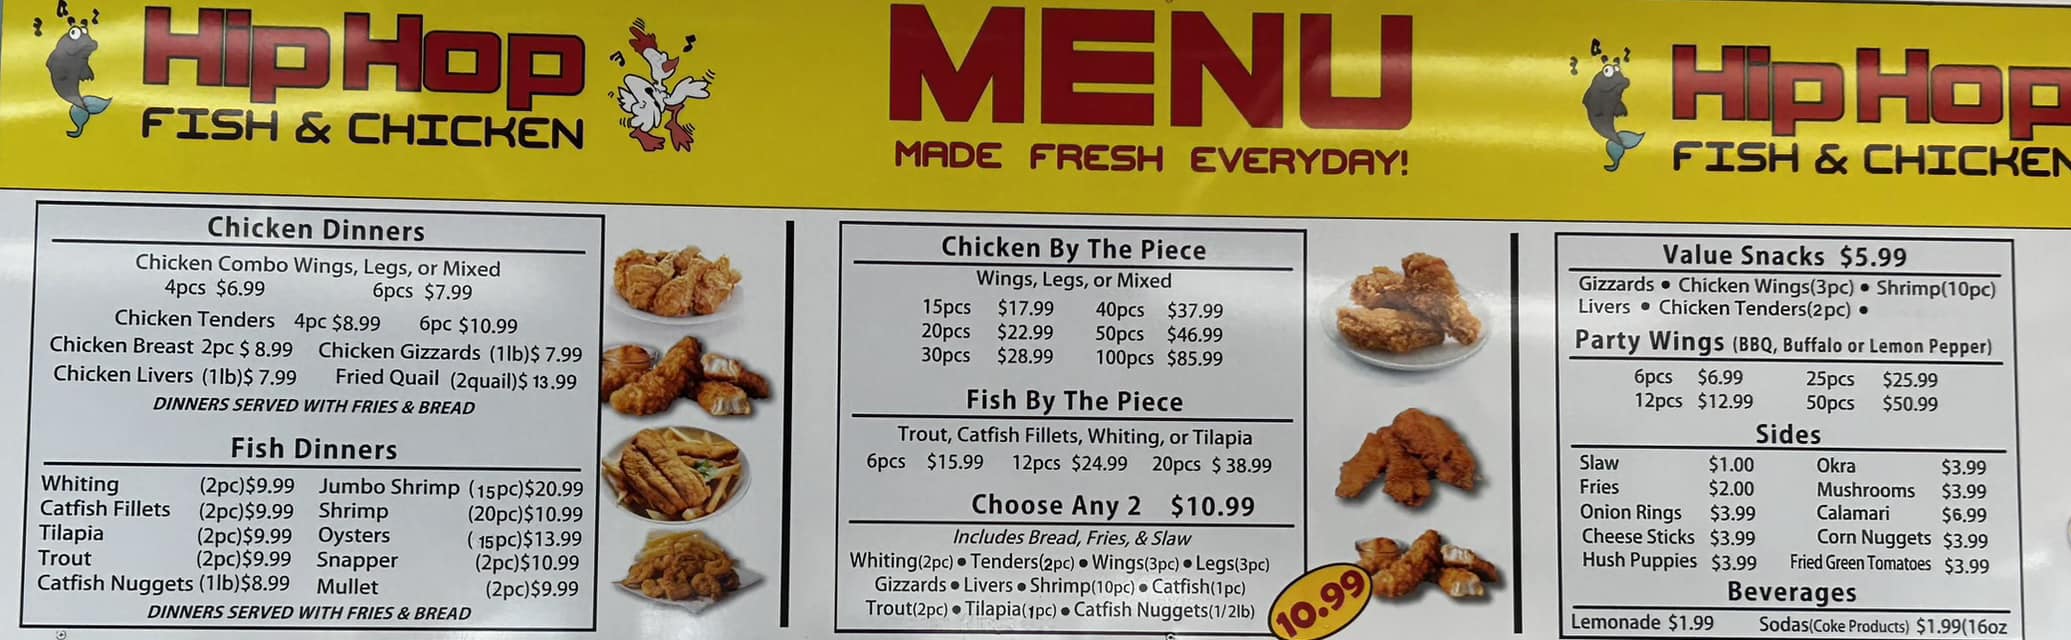 Hip Hop
FISH & CHICKEN
MENU
MADE FRESH EVERYDAY!
Hip Hop
FISH & CHICKEN
Chicken Dinners
Chicken Combo Wings, Legs, or Mixed
4pcs $6.99 6pcs $7.99
Chicken Tenders 4pc $8.99 6pc $10.99
Chicken Breast 2pc $ 8.99 Chicken Gizzards (1lb)$ 7.99
Chicken Livers (1lb)$ 7.99 Fried Quail (2quail)$ 13.99
DINNERS SERVED WITH FRIES & BREAD
Fish Dinners
Whiting (2pc)$9.99 Jumbo Shrimp (15pc)$20.99
Catfish Fillets (2pc)$9.99 Shrimp (20pc)$10.99
Tilapia (2pc)$9.99 Oysters (15pc)$13.99
Trout (2pc)$9.99 Snapper (2pc)$10.99
Catfish Nuggets (1lb)$8.99 Mullet (2pc)$9.99
DINNERS SERVED WITH FRIES & BREAD
Chicken By The Piece
Wings, Legs, or Mixed
15pcs $17.99 40pcs $37.99
20pcs $22.99 50pcs $46.99
30pcs $28.99 100pcs $85.99
Fish By The Piece
Trout, Catfish Fillets, Whiting, or Tilapia
6pcs $15.99 12pcs $24.99 20pcs $ 38.99
Choose Any 2 $10.99
Includes Bread, Fries, & Slaw
Whiting(2pc) • Tenders(2pc) • Wings(3pc) • Legs(3pc)
Gizzards • Livers • Shrimp(10pc) • Catfish(1pc)
Trout(2pc) • Tilapia(1pc) • Catfish Nuggets(1/2lb)
10.99
Value Snacks $5.99
Gizzards • Chicken Wings(3pc) • Shrimp(10pc)
Livers • Chicken Tenders(2pc) •
Party Wings (BBQ, Buffalo or Lemon Pepper)
6pcs $6.99 25pcs $25.99
12pcs $12.99 50pcs $50.99
Sides
Slaw $1.00 Okra $3.99
Fries $2.00 Mushrooms $3.99
Onion Rings $3.99 Calamari $6.99
Cheese Sticks $3.99 Corn Nuggets $3.99
Hush Puppies $3.99 Fried Green Tomatoes $3.99
Beverages
Lemonade $1.99 Sodas(Coke Products) $1.99(16oz